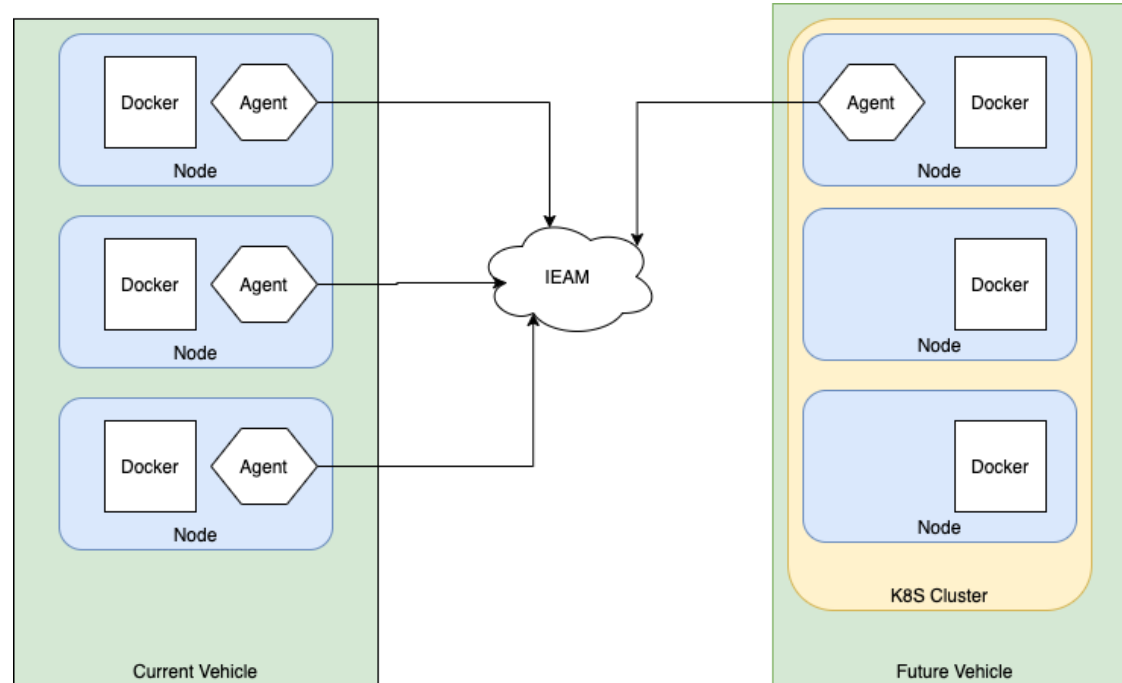 Docker
Agent
Node
Docker
Agent
Node
Docker
Agent
Node
Current Vehicle
IEAM
Agent
Docker
Node
Docker
Node
Docker
Node
K8S Cluster
Future Vehicle